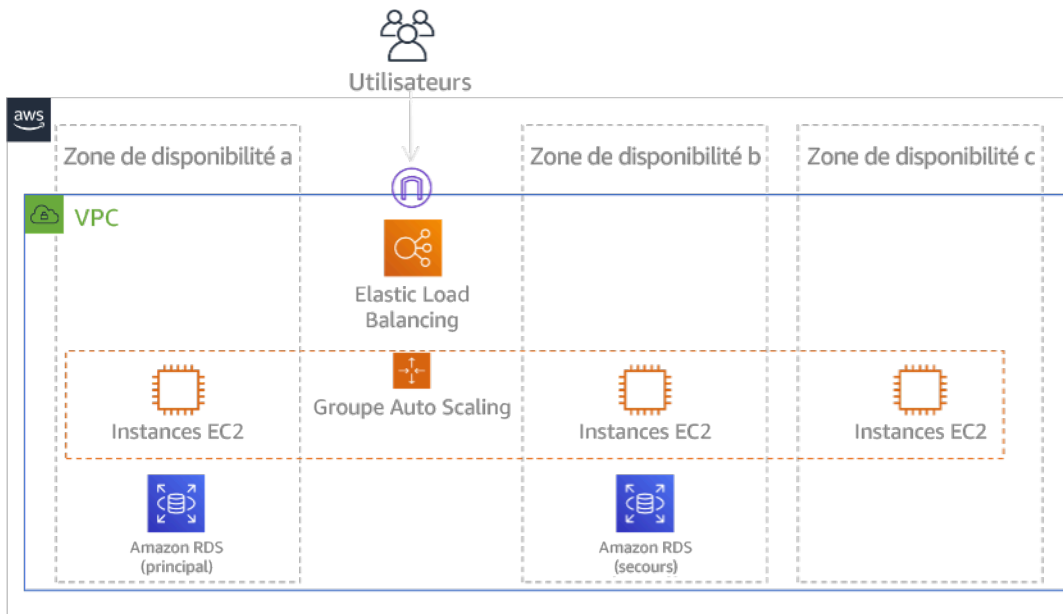 Utilisateurs
aws
Zone de disponibilité a
Zone de disponibilité b
Zone de disponibilité c
VPC
Elastic Load
Balancing
Groupe Auto Scaling
Instances EC2
Instances EC2
Instances EC2
Amazon RDS
(principal)
Amazon RDS
(secours)